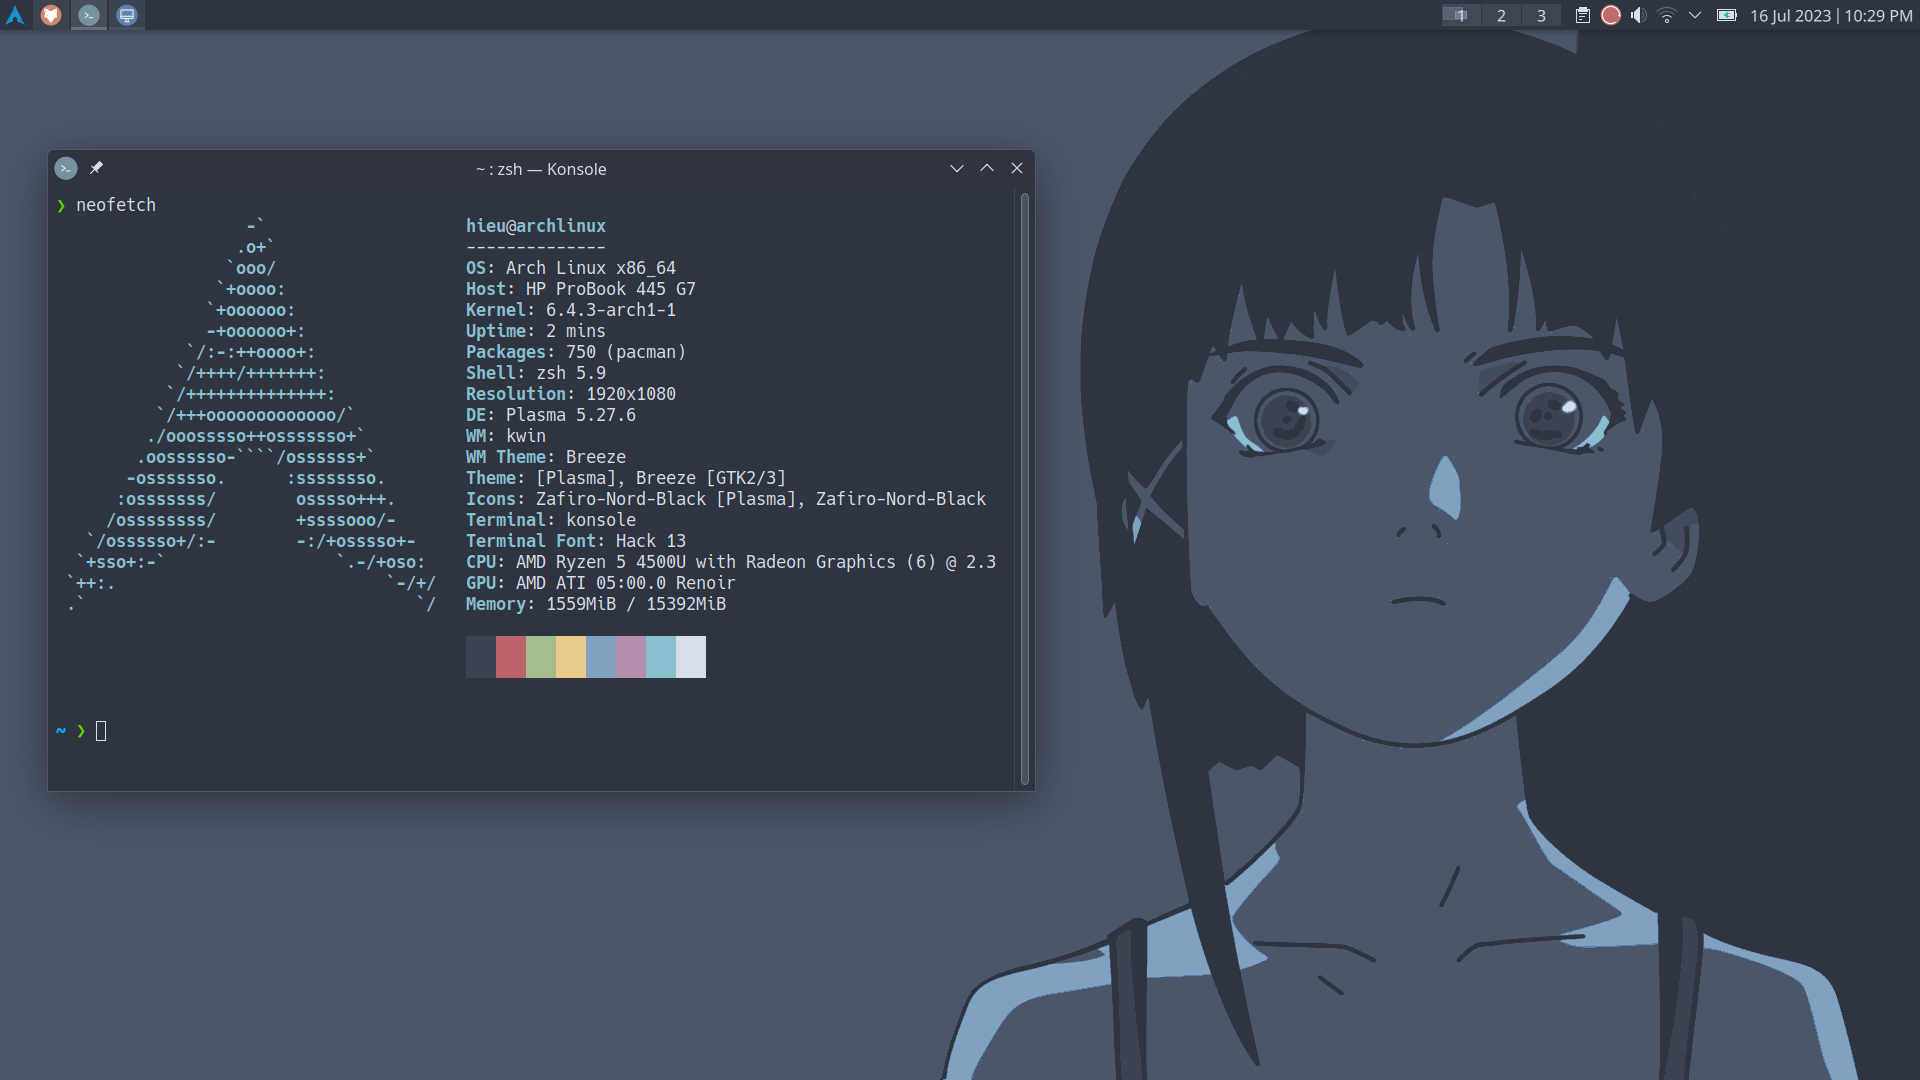 1 2 3 16 Jul 2023 | 10:29 PM
~ : zsh — Konsole
❯ neofetch
-` hieu@archlinux
.o+` --------------
`ooo/ OS: Arch Linux x86_64
`+oooo: Host: HP ProBook 445 G7
`+oooooo: Kernel: 6.4.3-arch1-1
-+oooooo+: Uptime: 2 mins
`/:-:++oooo+: Packages: 750 (pacman)
`/++++/+++++++: Shell: zsh 5.9
`/++++++++++++++: Resolution: 1920x1080
`/+++ooooooooooooo/` DE: Plasma 5.27.6
./ooosssso++osssssso+` WM: kwin
.oossssso-````/ossssss+` WM Theme: Breeze
-osssssso. :ssssssso. Theme: [Plasma], Breeze [GTK2/3]
:osssssss/ osssso+++. Icons: Zafiro-Nord-Black [Plasma], Zafiro-Nord-Black
/ossssssss/ +ssssooo/- Terminal: konsole
`/ossssso+/:- -:/+osssso+- Terminal Font: Hack 13
`+sso+:-` `.-/+oso: CPU: AMD Ryzen 5 4500U with Radeon Graphics (6) @ 2.3
`++:. `-/+/ GPU: AMD ATI 05:00.0 Renoir
.` `/ Memory: 1559MiB / 15392MiB
~ ❯